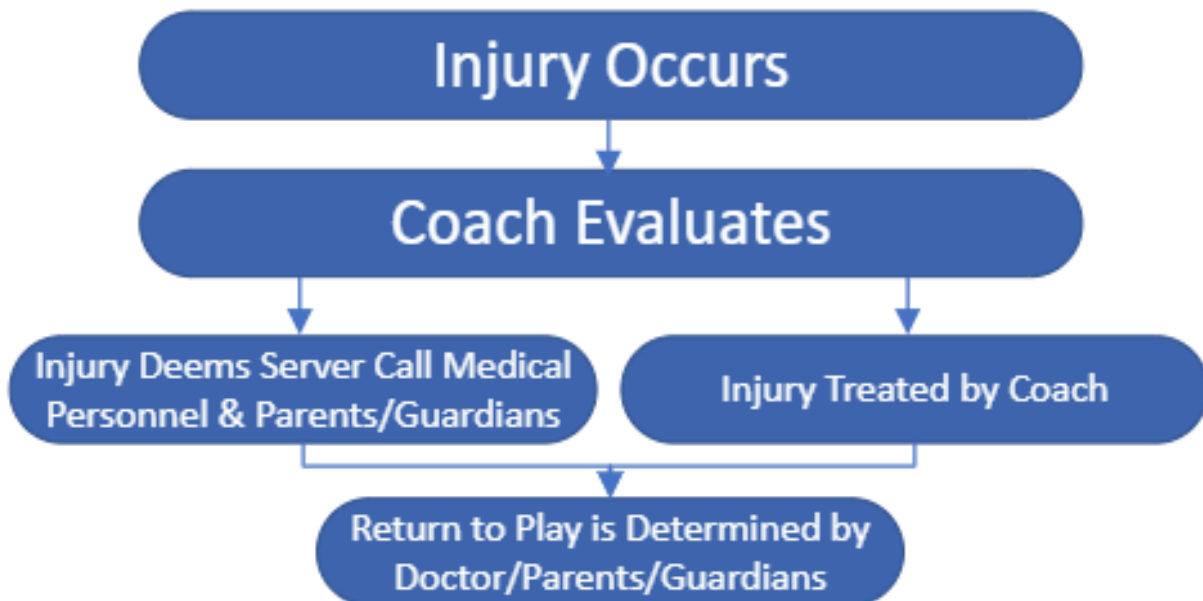 Injury Occurs
Coach Evaluates
Injury Deems Server Call Medical
Personnel & Parents/Guardians
Injury Treated by Coach
Return to Play is Determined by
Doctor/Parents/Guardians